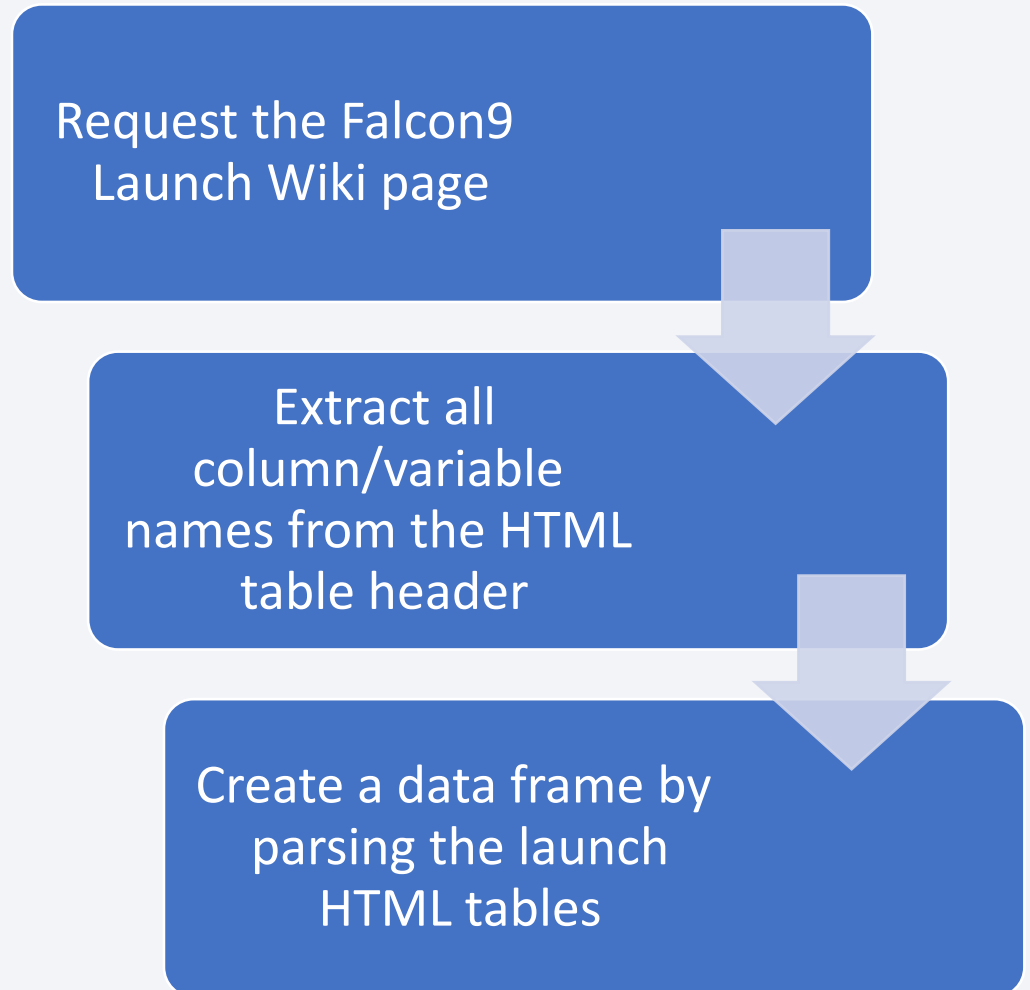 Request the Falcon9
Launch Wiki page
Extract all
column/variable
names from the HTML
table header
Create a data frame by
parsing the launch
HTML tables